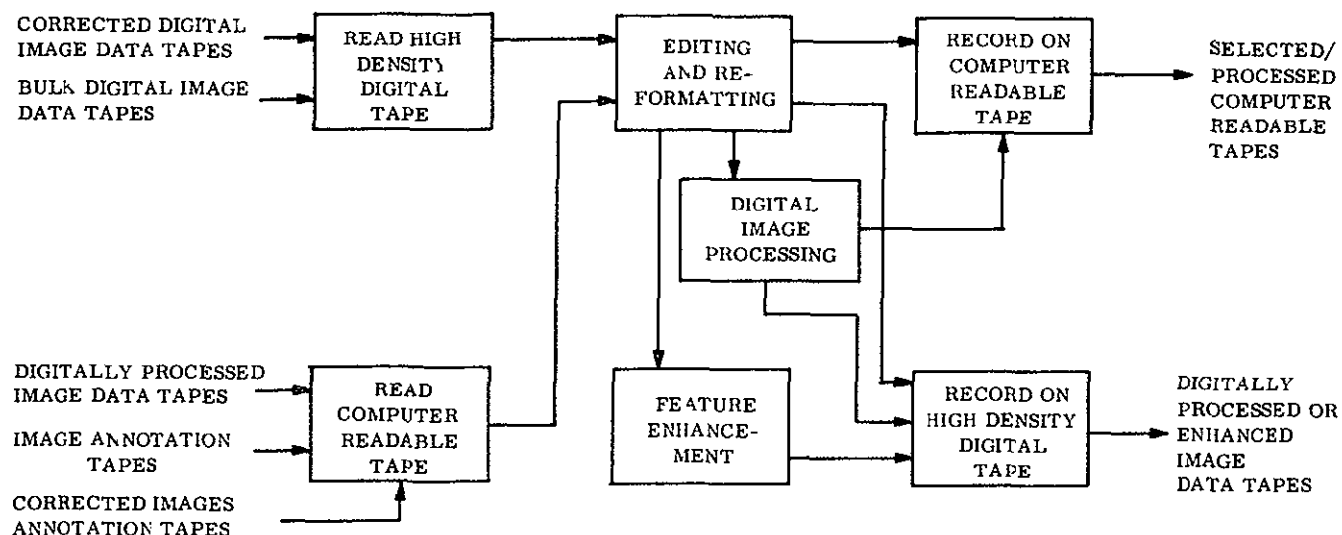 CORRECTED DIGITAL
IMAGE DATA TAPES
BULK DIGITAL IMAGE
DATA TAPES
READ HIGH
DENSITY
DIGITAL
TAPE
EDITING
AND RE-
FORMATTING
RECORD ON
COMPUTER
READABLE
TAPE
SELECTED/
PROCESSED
COMPUTER
READABLE
TAPES
DIGITAL
IMAGE
PROCESSING
DIGITALLY PROCESSED
IMAGE DATA TAPES
IMAGE ANNOTATION
TAPES
CORRECTED IMAGES
ANNOTATION TAPES
READ
COMPUTER
READABLE
TAPE
FEATURE
ENHANCE-
MENT
RECORD ON
HIGH DENSITY
DIGITAL
TAPE
DIGITALLY
PROCESSED OR
ENHANCED
IMAGE
DATA TAPES